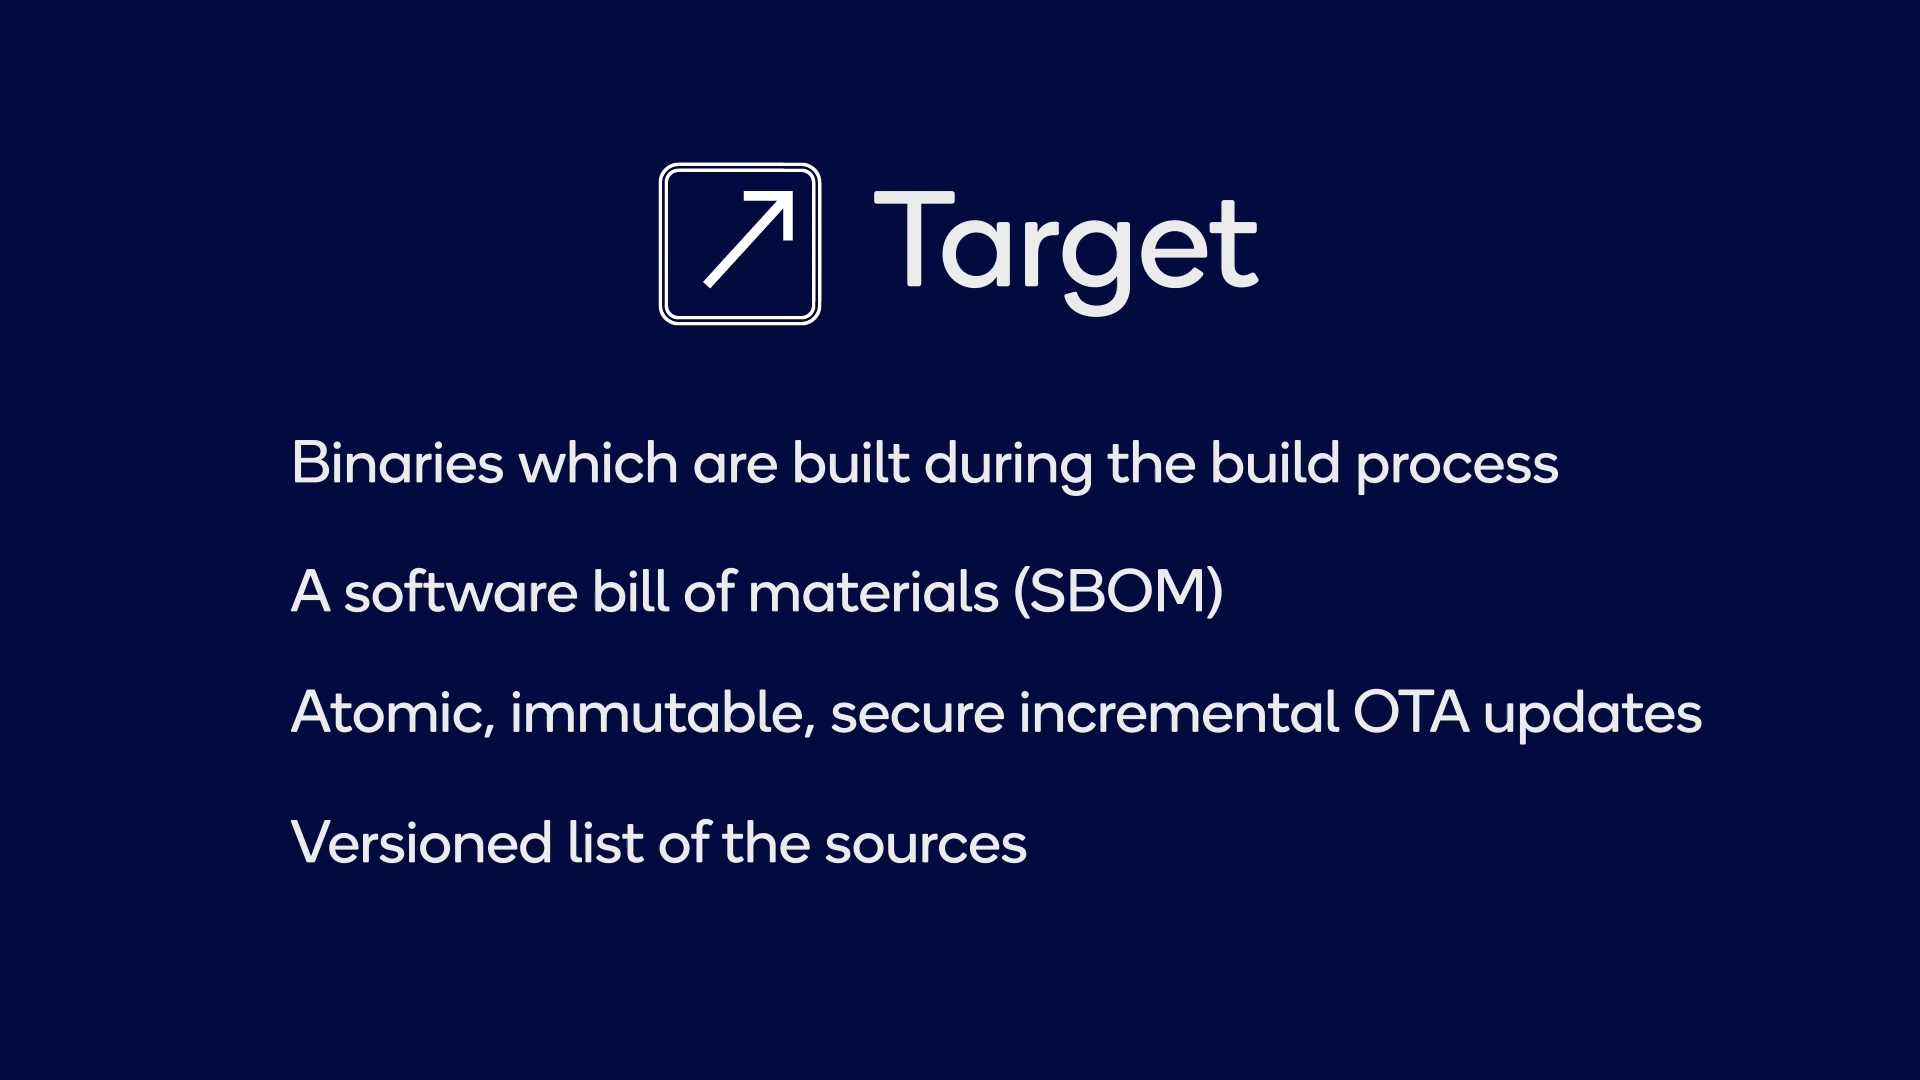 Target
Binaries which are built during the build process
A software bill of materials (SBOM)
Atomic, immutable, secure incremental OTA updates
Versioned list of the sources